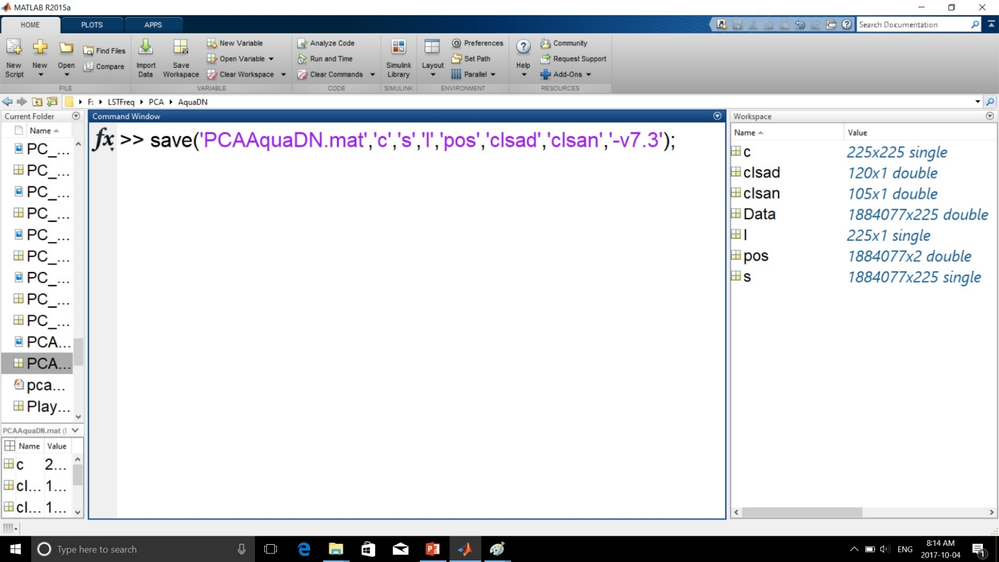 MATLAB R2015a
HOME PLOTS APPS
Search Documentation
New Script
New
Open
Find Files
Compare
FILE
Import Data
Save Workspace
New Variable
Open Variable
Clear Workspace
VARIABLE
Analyze Code
Run and Time
Clear Commands
CODE
Simulink Library
SIMULINK
Layout
Preferences
Set Path
Parallel
ENVIRONMENT
Help
Community
Request Support
Add-Ons
RESOURCES
F: LSTFreq PCA AquaDN
Current Folder
Name
PC_...
PC_...
PC_...
PC_...
PC_...
PC_...
PC_...
PC_...
PC_...
PCA...
PCA...
pca...
Play...
PCAAquaDN.mat (
Name Value
c 2...
cl... 1...
cl... 1...
Command Window
fx >> save('PCAAquaDN.mat','c','s','l','pos','clsad','clsan','-v7.3');
Workspace
Name Value
c 225x225 single
clsad 120x1 double
clsan 105x1 double
Data 1884077x225 double
l 225x1 single
pos 1884077x2 double
s 1884077x225 single
Type here to search
ENG
8:14 AM
2017-10-04
1